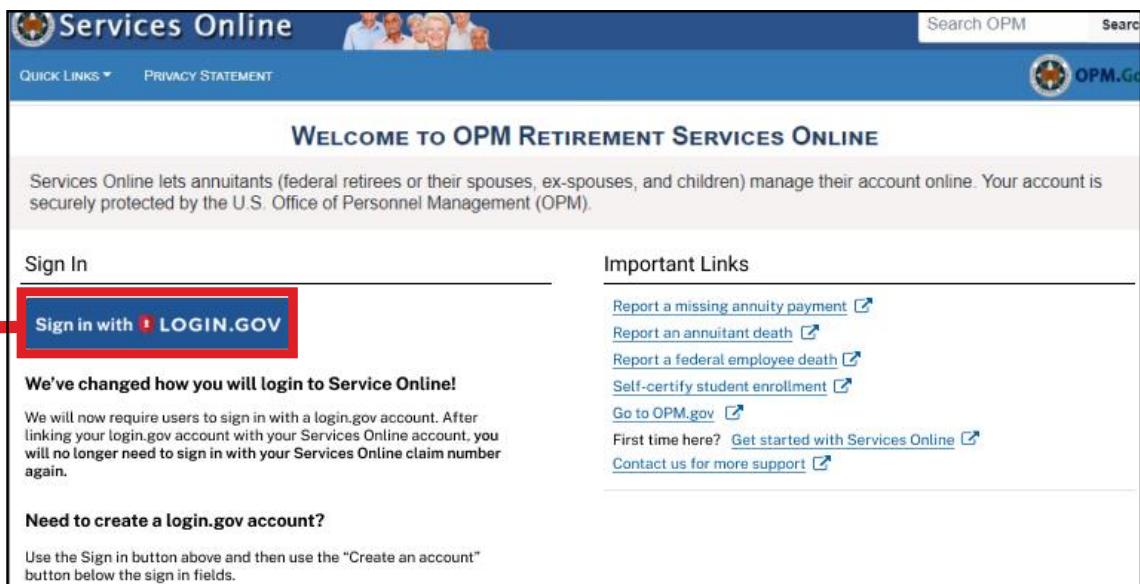 Services Online
Search OPM
QUICK LINKS
PRIVACY STATEMENT
WELCOME TO OPM RETIREMENT SERVICES ONLINE
Services Online lets annuitants (federal retirees or their spouses, ex-spouses, and children) manage their account online. Your account is
securely protected by the U.S. Office of Personnel Management (OPM).
Sign In
Sign in with LOGIN.GOV
We've changed how you will login to Service Online!
We will now require users to sign in with a login.gov account. After
linking your login.gov account with your Services Online account, you
will no longer need to sign in with your Services Online claim number
again.
Need to create a login.gov account?
Use the Sign in button above and then use the “Create an account”
button below the sign in fields.
Important Links
Report a missing annuity payment
Report an annuitant death
Report a federal employee death
Self-certify student enrollment
Go to OPM.gov
First time here? Get started with Services Online
Contact us for more support